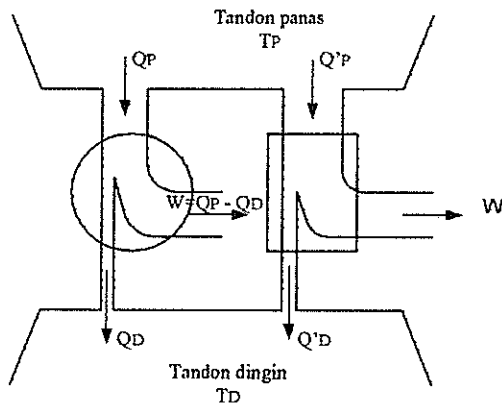 Tandon panas
TP
QP
Q'P
W=QP - QD
W
QD
Q'D
Tandon dingin
TD